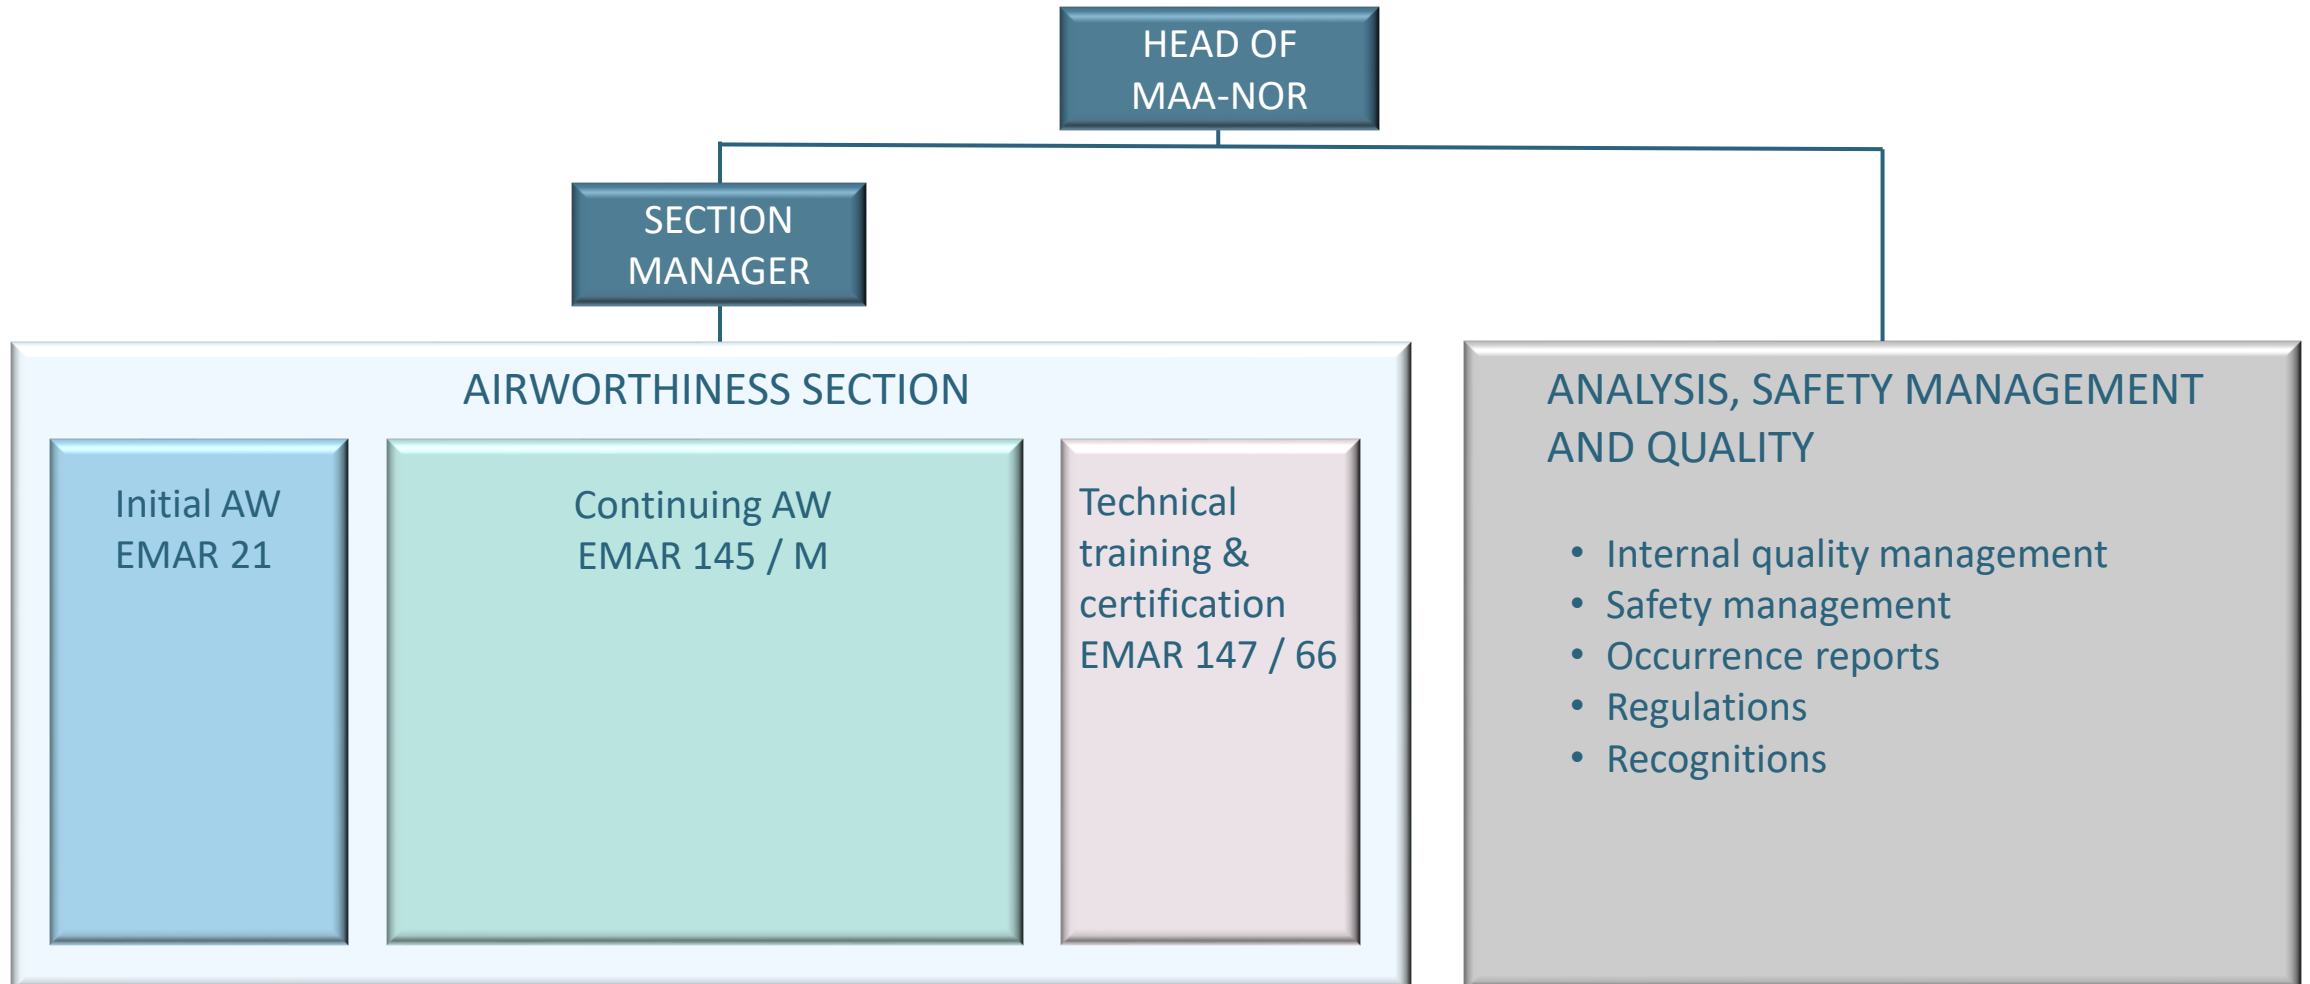 HEAD OF
MAA-NOR
SECTION
MANAGER
AIRWORTHINESS SECTION
Initial AW
EMAR 21
Continuing AW
EMAR 145 / M
Technical
training &
certification
EMAR 147 / 66
ANALYSIS, SAFETY MANAGEMENT
AND QUALITY
• Internal quality management
• Safety management
• Occurrence reports
• Regulations
• Recognitions